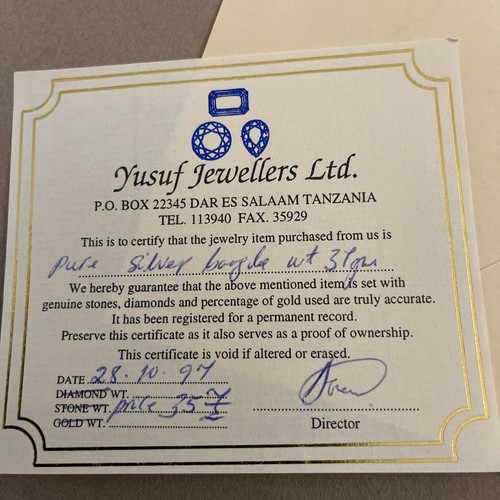 Yusuf Jewellers Ltd.
P.O. BOX 22345 DAR ES SALAAM TANZANIA
TEL. 113940 FAX. 35929
This is to certify that the jewelry item purchased from us is
pure silver bangle wt
We hereby guarantee that the above mentioned item is set with
genuine stones, diamonds and percentage of gold used are truly accurate.
It has been registered for a permanent record.
Preserve this certificate as it also serves as a proof of ownership.
This certificate is void if altered or erased.
DATE 28.10.97
DIAMOND WT.
STONE WT. price 35
GOLD WT.
Director